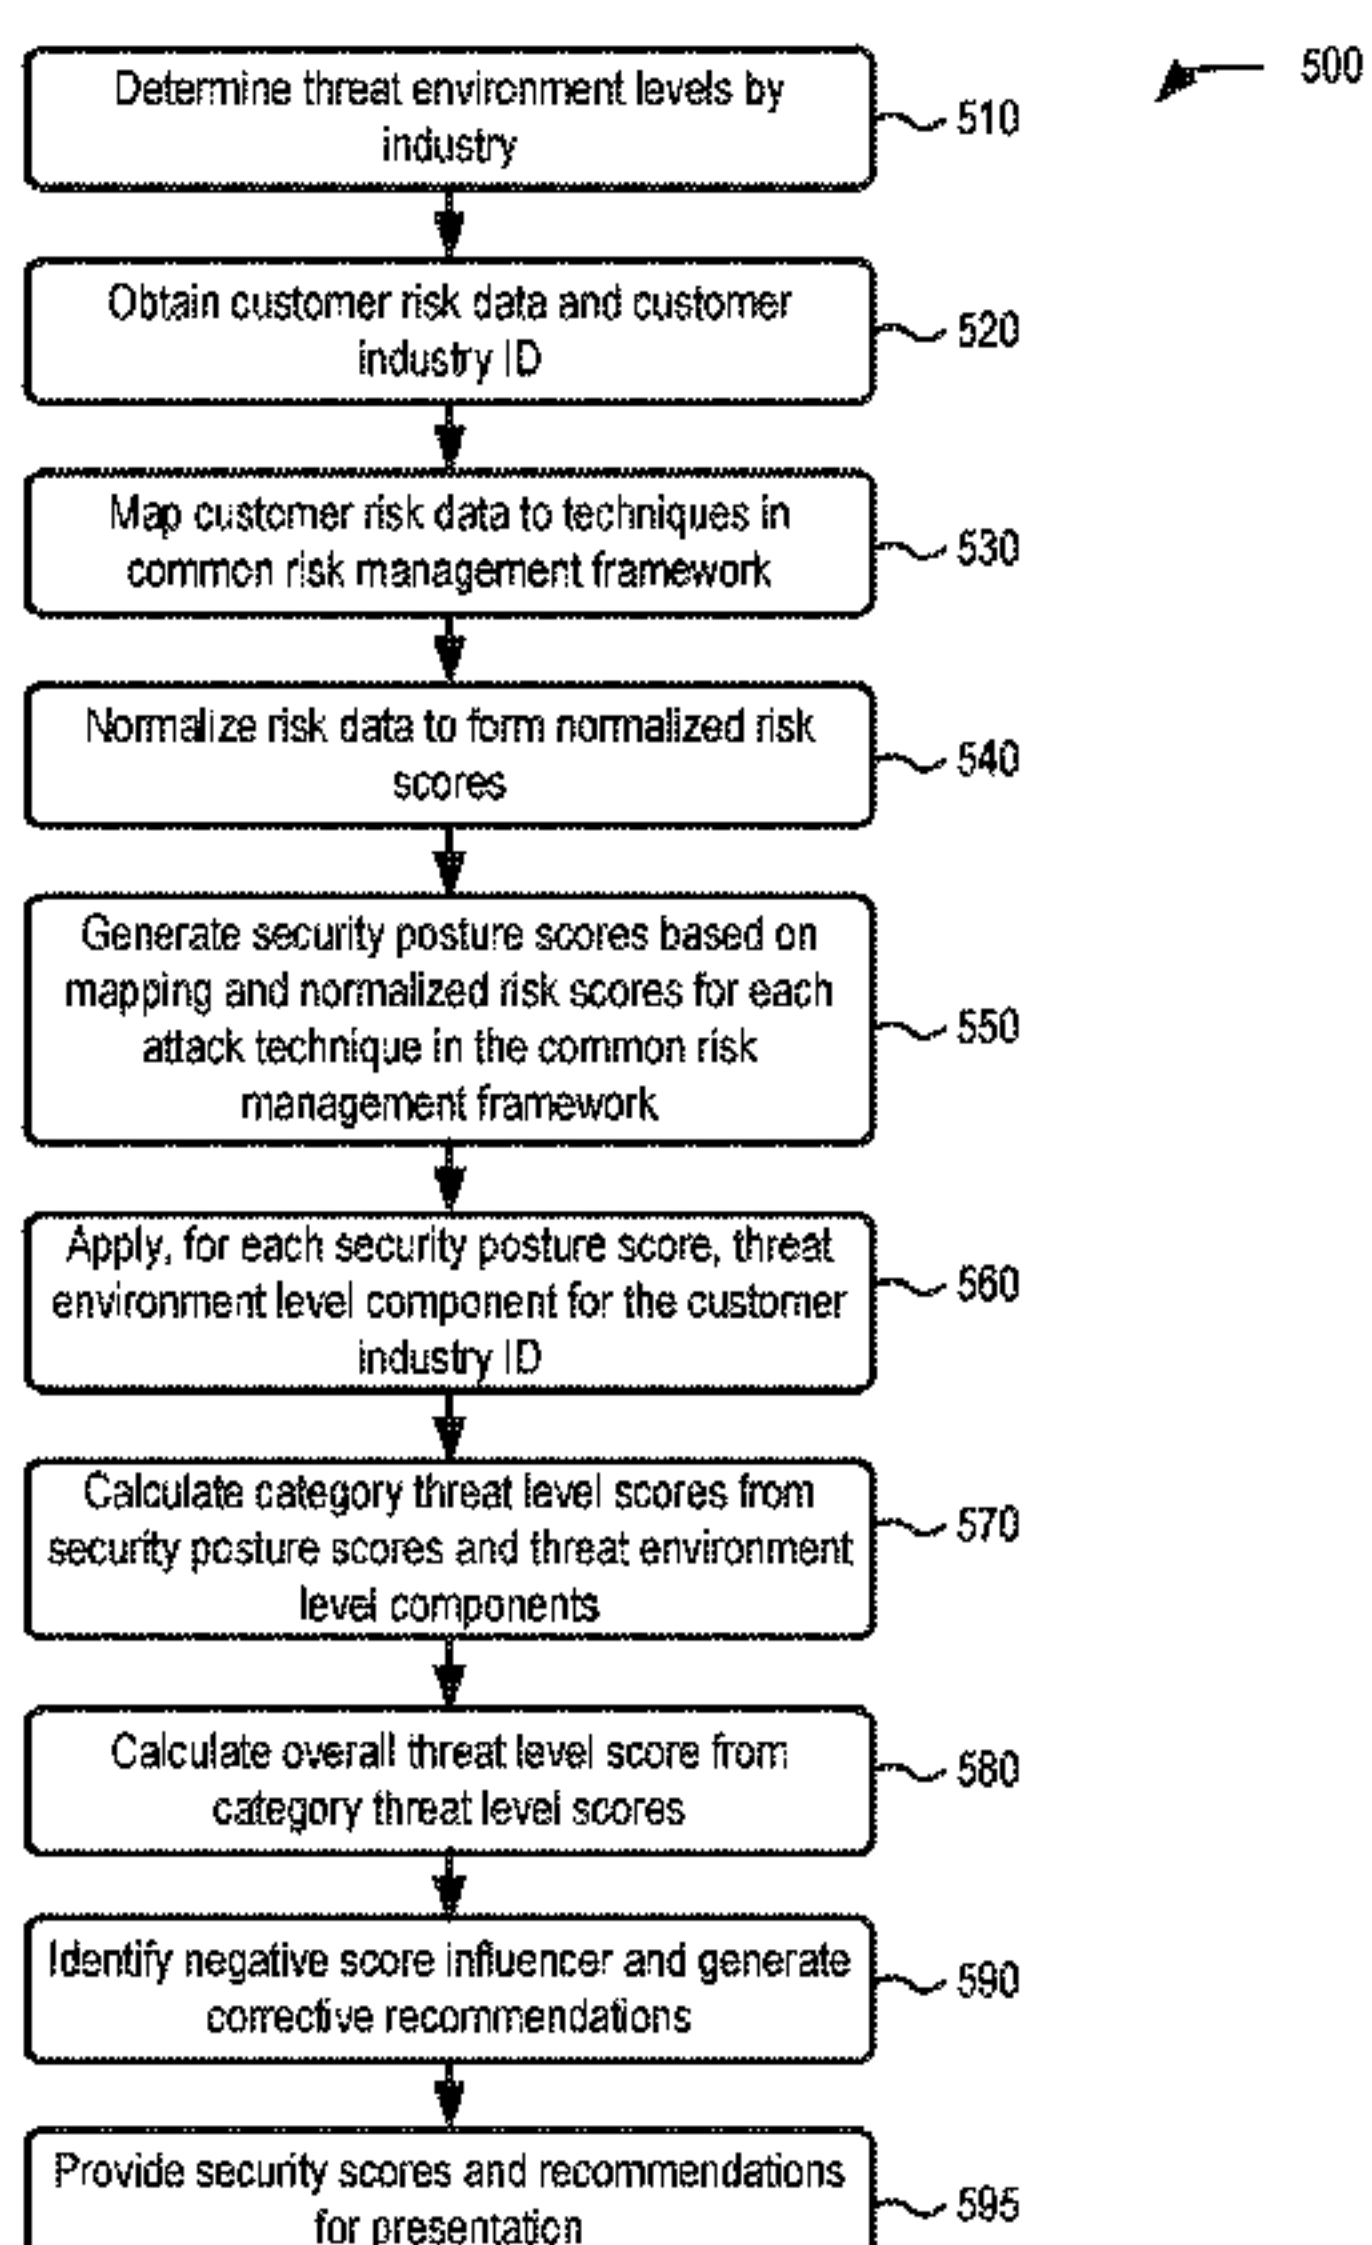 500
Determine threat environment levels by
industry
510
Obtain customer risk data and customer
industry ID
520
Map customer risk data to techniques in
common risk management framework
530
Normalize risk data to form normalized risk
scores
540
Generate security posture scores based on
mapping and normalized risk scores for each
attack technique in the common risk
management framework
550
Apply, for each security posture score, threat
environment level component for the customer
industry ID
560
Calculate category threat level scores from
security posture scores and threat environment
level components
570
Calculate overall threat level score from
category threat level scores
580
Identify negative score influencer and generate
corrective recommendations
590
Provide security scores and recommendations
for presentation
595